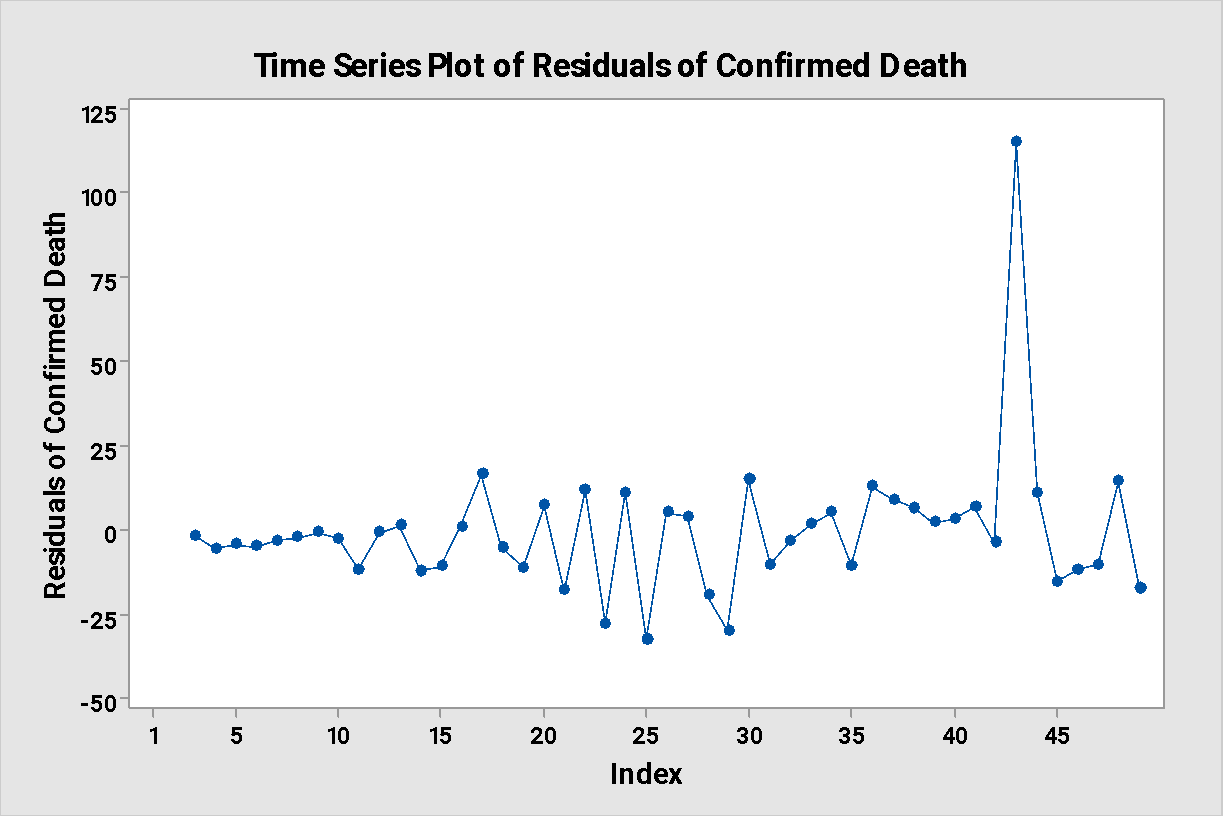 Time Series Plot of Residuals of Confirmed Death
Residuals of Confirmed Death
125
100
75
50
25
0
-25
-50
1 5 10 15 20 25 30 35 40 45
Index